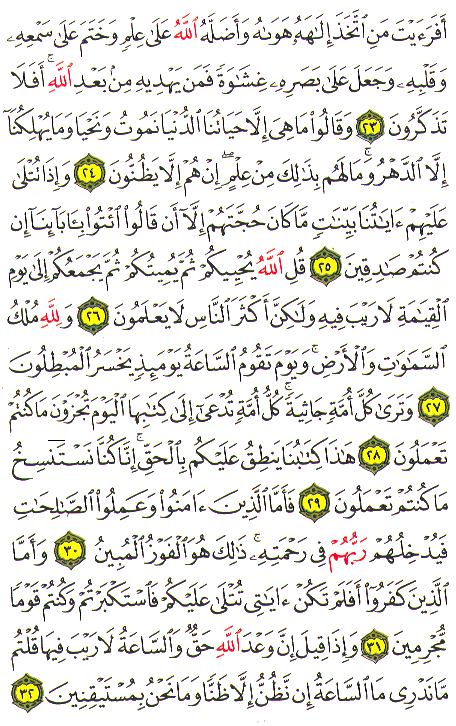 أَفَرَءَيْتَ مَنِ ٱتَّخَذَ إِلَٰهَهُۥ هَوَىٰهُ وَأَضَلَّهُ ٱللَّهُ عَلَىٰ عِلْمٍ وَخَتَمَ عَلَىٰ سَمْعِهِۦ
وَقَلْبِهِۦ وَجَعَلَ عَلَىٰ بَصَرِهِۦ غِشَٰوَةً فَمَن يَهْدِيهِ مِنۢ بَعْدِ ٱللَّهِ ۚ أَفَلَا
تَذَكَّرُونَ ٢٣ وَقَالُوا۟ مَا هِىَ إِلَّا حَيَاتُنَا ٱلدُّنْيَا نَمُوتُ وَنَحْيَا وَمَا يُهْلِكُنَآ
إِلَّا ٱلدَّهْرُ ۚ وَمَا لَهُم بِذَٰلِكَ مِنْ عِلْمٍ ۖ إِنْ هُمْ إِلَّا يَظُنُّونَ ٢٤ وَإِذَا تُتْلَىٰ
عَلَيْهِمْ ءَايَٰتُنَا بَيِّنَٰتٍ مَّا كَانَ حُجَّتَهُمْ إِلَّآ أَن قَالُوا۟ ٱئْتُوا۟ بِـَٔابَآئِنَآ إِن
كُنتُمْ صَٰدِقِينَ ٢٥ قُلِ ٱللَّهُ يُحْيِيكُمْ ثُمَّ يُمِيتُكُمْ ثُمَّ يَجْمَعُكُمْ إِلَىٰ يَوْمِ
ٱلْقِيَٰمَةِ لَا رَيْبَ فِيهِ وَلَٰكِنَّ أَكْثَرَ ٱلنَّاسِ لَا يَعْلَمُونَ ٢٦ وَلِلَّهِ مُلْكُ
ٱلسَّمَٰوَٰتِ وَٱلْأَرْضِ ۚ وَيَوْمَ تَقُومُ ٱلسَّاعَةُ يَوْمَئِذٍ يَخْسَرُ ٱلْمُبْطِلُونَ
٢٧ وَتَرَىٰ كُلَّ أُمَّةٍ جَاثِيَةً ۚ كُلُّ أُمَّةٍ تُدْعَىٰٓ إِلَىٰ كِتَٰبِهَا ٱلْيَوْمَ تُجْزَوْنَ مَا كُنتُمْ
تَعْمَلُونَ ٢٨ هَٰذَا كِتَٰبُنَا يَنطِقُ عَلَيْكُم بِٱلْحَقِّ ۚ إِنَّا كُنَّا نَسْتَنسِخُ
مَا كُنتُمْ تَعْمَلُونَ ٢٩ فَأَمَّا ٱلَّذِينَ ءَامَنُوا۟ وَعَمِلُوا۟ ٱلصَّٰلِحَٰتِ
فَيُدْخِلُهُمْ رَبُّهُمْ فِى رَحْمَتِهِۦ ۚ ذَٰلِكَ هُوَ ٱلْفَوْزُ ٱلْمُبِينُ ٣٠ وَأَمَّا
ٱلَّذِينَ كَفَرُوٓا۟ أَفَلَمْ تَكُنْ ءَايَٰتِى تُتْلَىٰ عَلَيْكُمْ فَٱسْتَكْبَرْتُمْ وَكُنتُمْ قَوْمًا
مُّجْرِمِينَ ٣١ وَإِذَا قِيلَ إِنَّ وَعْدَ ٱللَّهِ حَقٌّ وَٱلسَّاعَةُ لَا رَيْبَ فِيهَا قُلْتُم
مَّا نَدْرِى مَا ٱلسَّاعَةُ إِن نَّظُنُّ إِلَّا ظَنًّا وَمَا نَحْنُ بِمُسْتَيْقِنِينَ ٣٢